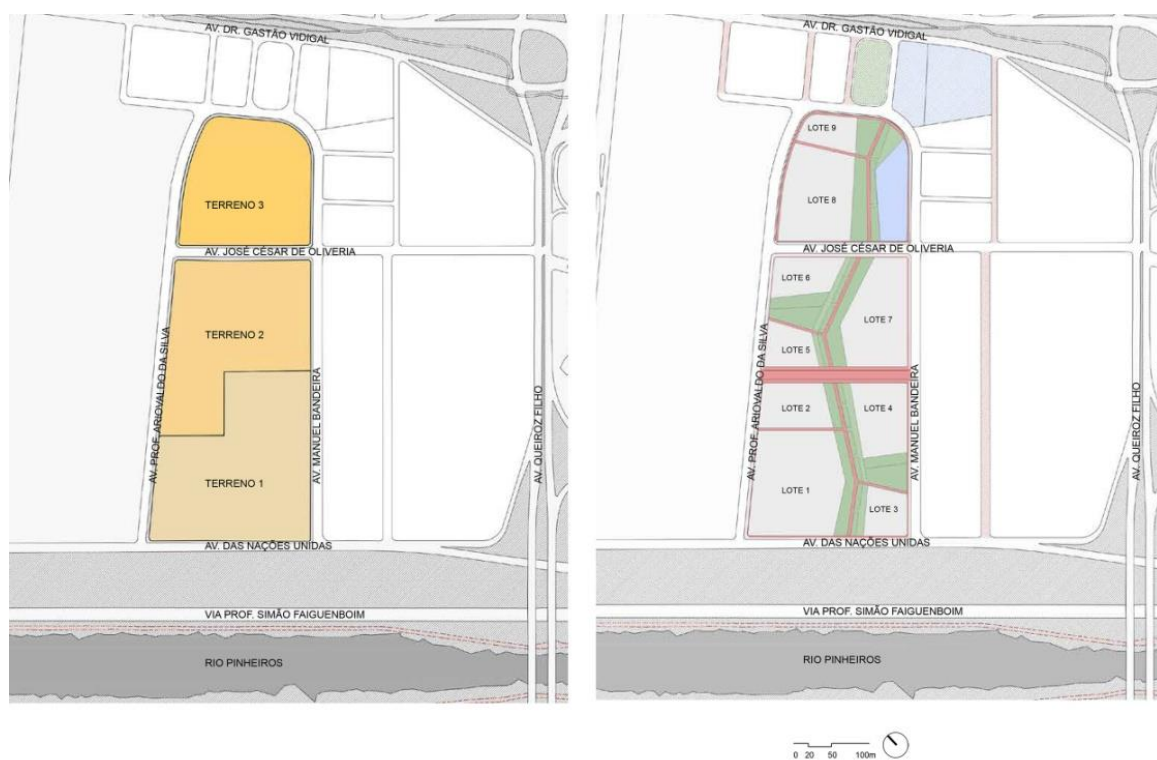 AV. DR. GASTÃO VIDIGAL
TERRENO 3
AV. JOSÉ CÉSAR DE OLIVERIA
TERRENO 2
AV. PROF. ARIOVALDO DA SILVA
AV. MANUEL BANDEIRA
AV. QUEIROZ FILHO
TERRENO 1
AV. DAS NAÇÕES UNIDAS
VIA PROF. SIMÃO FAIGUENBOIM
RIO PINHEIROS
AV. DR. GASTÃO VIDIGAL
LOTE 9
LOTE 8
AV. JOSÉ CÉSAR DE OLIVERIA
LOTE 6
LOTE 7
LOTE 5
AV. PROF. ARIOVALDO DA SILVA
AV. MANUEL BANDEIRA
AV. QUEIROZ FILHO
LOTE 2
LOTE 4
LOTE 1
LOTE 3
AV. DAS NAÇÕES UNIDAS
VIA PROF. SIMÃO FAIGUENBOIM
RIO PINHEIROS
0 20 50 100m